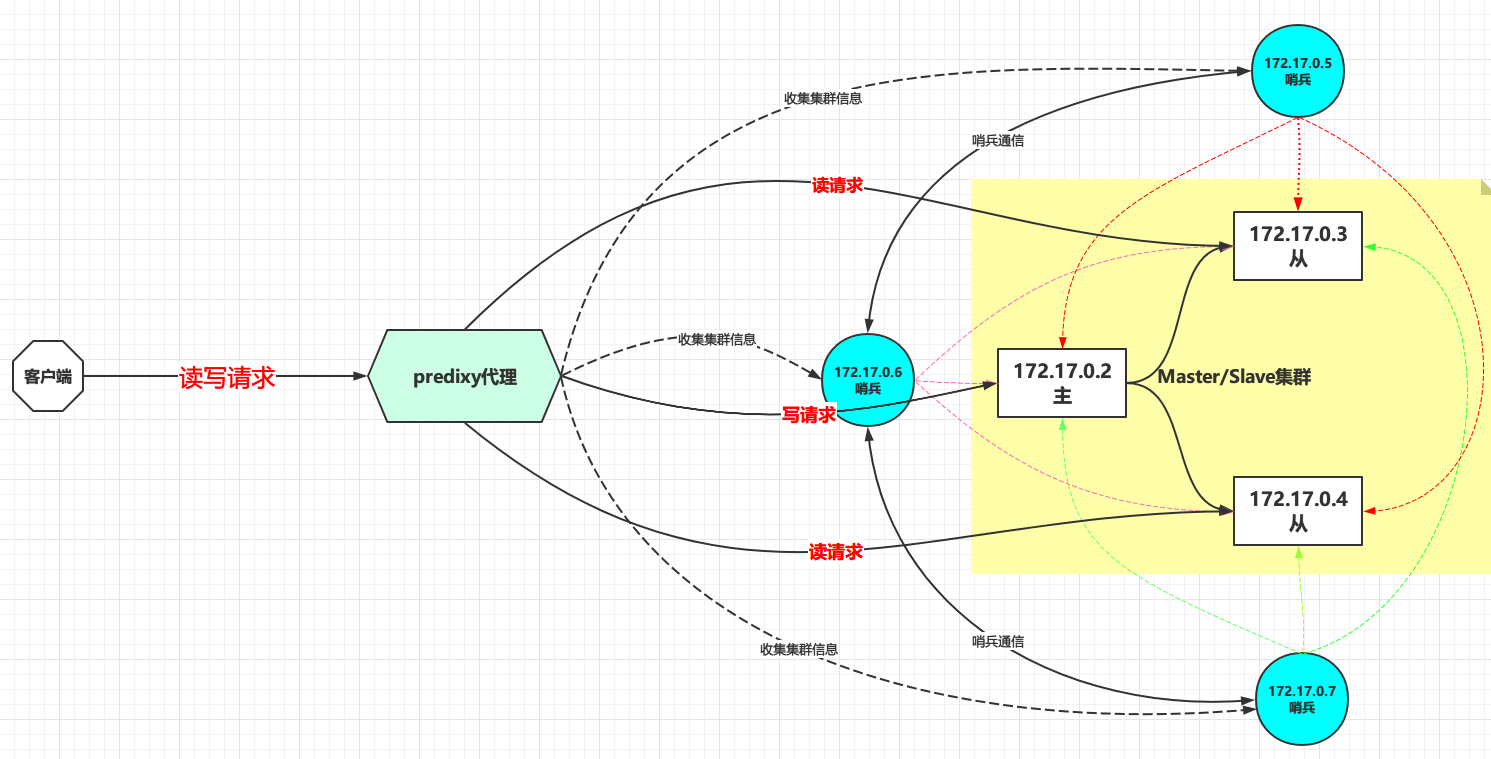 172.17.0.5
哨兵
收集集群信息
哨兵通信
读请求
172.17.0.3
从
客户端
读写请求
predixy代理
收集集群信息
172.17.0.6
哨兵
写请求
172.17.0.2
主
Master/Slave集群
172.17.0.4
从
读请求
收集集群信息
哨兵通信
172.17.0.7
哨兵